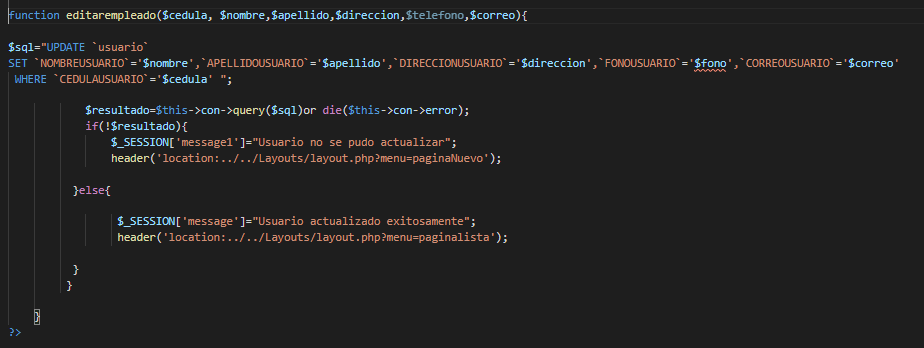 function editarempleado($cedula, $nombre,$apellido,$direccion,$telefono,$correo){
$sql="UPDATE `usuario`
SET `NOMBREUSUARIO`='$nombre',`APELLIDOUSUARIO`='$apellido',`DIRECCIONUSUARIO`='$direccion',`FONOUSUARIO`='$fono',`CORREOUSUARIO`='$correo'
WHERE `CEDULAUSUARIO`='$cedula' ";
$resultado=$this->con->query($sql)or die($this->con->error);
if(!$resultado){
$_SESSION['message1']="Usuario no se pudo actualizar";
header('location:../../Layouts/layout.php?menu=paginaNuevo');
}else{
$_SESSION['message']="Usuario actualizado exitosamente";
header('location:../../Layouts/layout.php?menu=paginalista');
}
}
}
?>